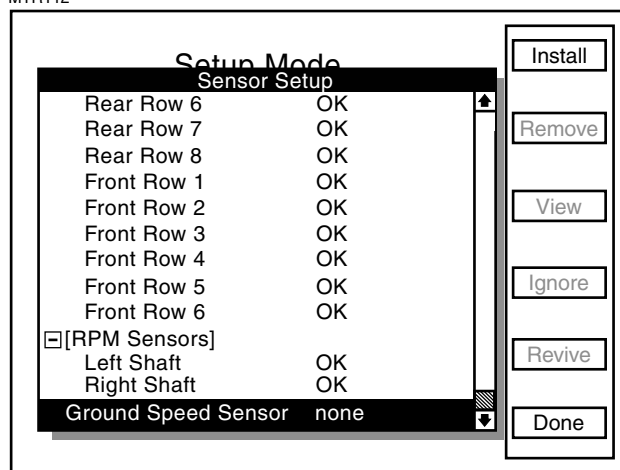 Setup Mode
Sensor Setup
Rear Row 6 OK
Rear Row 7 OK
Rear Row 8 OK
Front Row 1 OK
Front Row 2 OK
Front Row 3 OK
Front Row 4 OK
Front Row 5 OK
Front Row 6 OK
[RPM Sensors]
Left Shaft OK
Right Shaft OK
Ground Speed Sensor none
Install
Remove
View
Ignore
Revive
Done